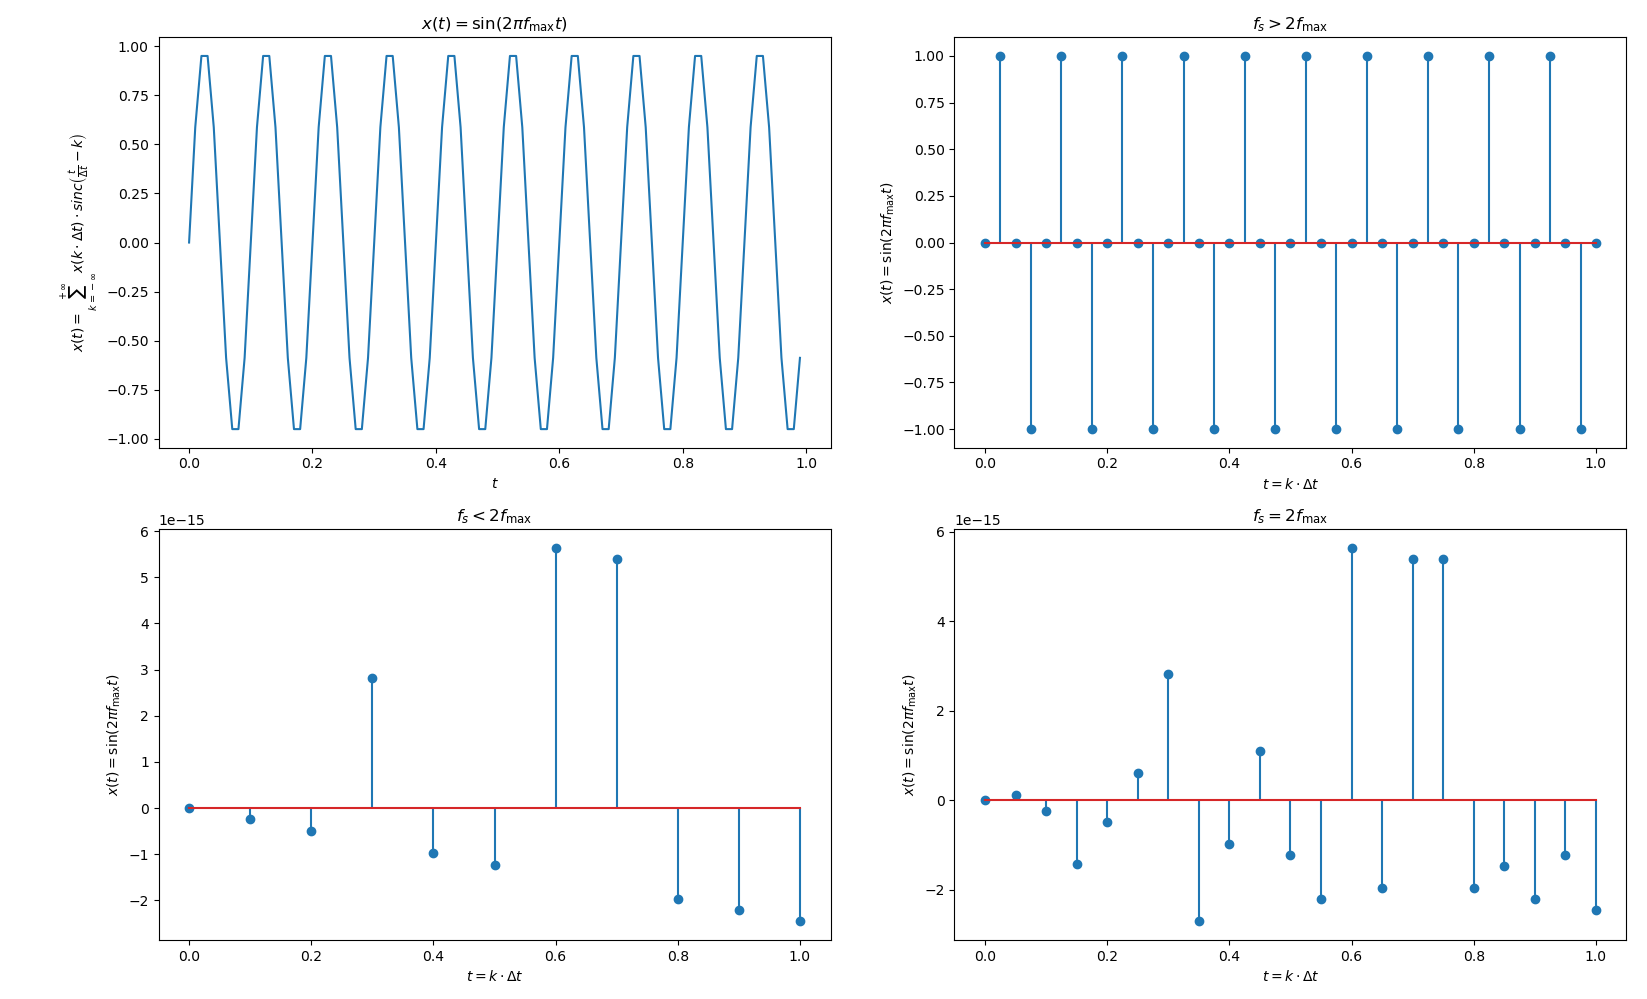 x(t) = sin(2πf_max t)
1.00
0.75
0.50
0.25
0.00
−0.25
−0.50
−0.75
−1.00
x(t) = ∑_{k=−∞}^{+∞} x(k · Δt) · sinc(t/Δt − k)
0.0 0.2 0.4 0.6 0.8 1.0
t
f_s > 2f_max
1.00
0.75
0.50
0.25
0.00
−0.25
−0.50
−0.75
−1.00
x(t) = sin(2πf_max t)
0.0 0.2 0.4 0.6 0.8 1.0
t = k · Δt
f_s < 2f_max
1e−15
6
5
4
3
2
1
0
−1
−2
x(t) = sin(2πf_max t)
0.0 0.2 0.4 0.6 0.8 1.0
t = k · Δt
f_s = 2f_max
1e−15
6
4
2
0
−2
x(t) = sin(2πf_max t)
0.0 0.2 0.4 0.6 0.8 1.0
t = k · Δt